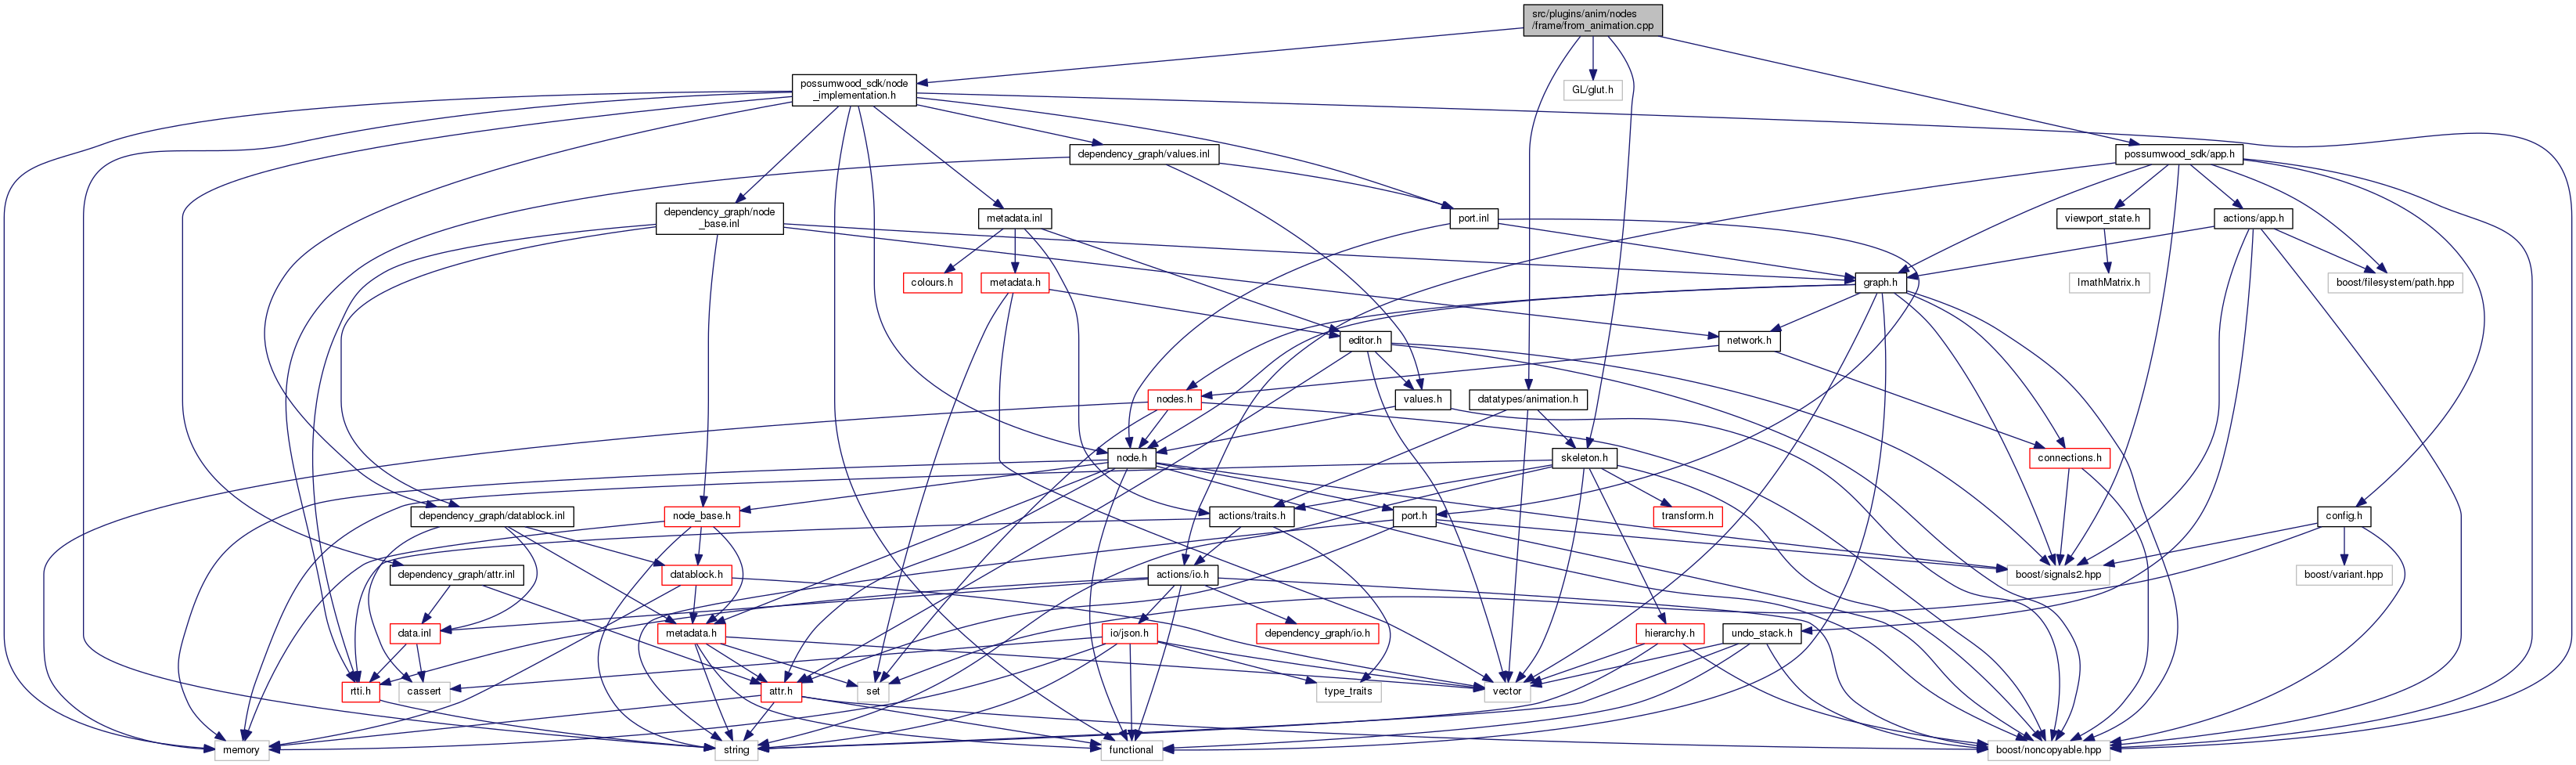 src/plugins/anim/nodes
/frame/from_animation.cpp
possumwood_sdk/node
_implementation.h
GL/glut.h
dependency_graph/values.inl
possumwood_sdk/app.h
dependency_graph/node
_base.inl
metadata.inl
port.inl
viewport_state.h
actions/app.h
colours.h
metadata.h
graph.h
ImathMatrix.h
boost/filesystem/path.hpp
editor.h
network.h
nodes.h
datatypes/animation.h
values.h
node.h
skeleton.h
connections.h
dependency_graph/datablock.inl
node_base.h
actions/traits.h
port.h
transform.h
config.h
dependency_graph/attr.inl
datablock.h
actions/io.h
boost/signals2.hpp
boost/variant.hpp
data.inl
metadata.h
io/json.h
dependency_graph/io.h
hierarchy.h
undo_stack.h
rtti.h
cassert
attr.h
set
type_traits
vector
memory
string
functional
boost/noncopyable.hpp